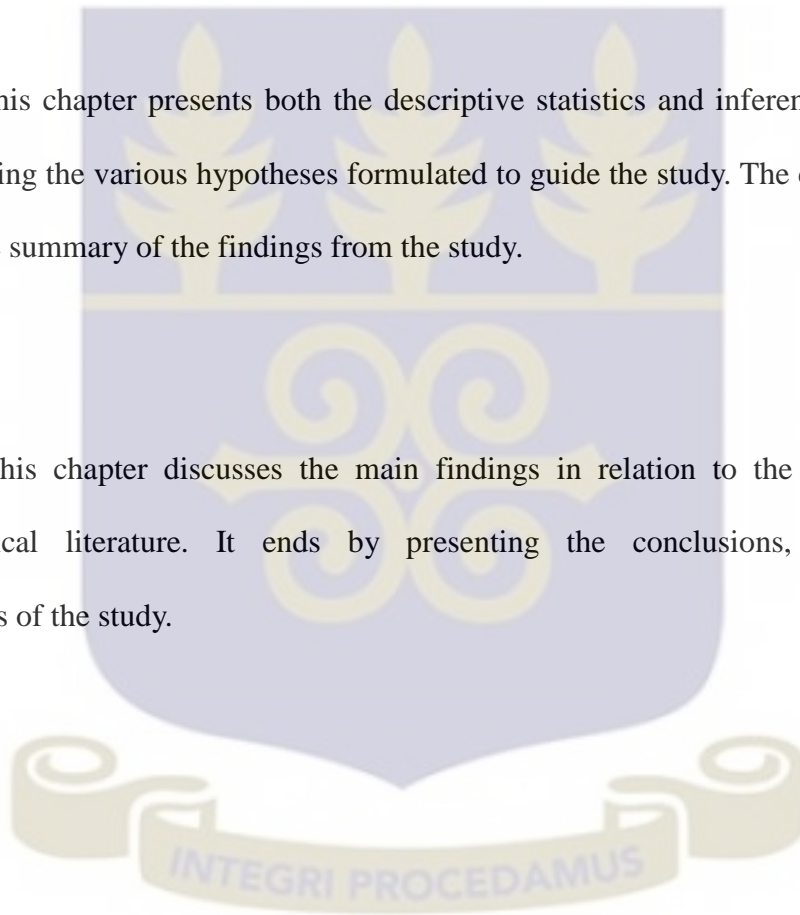 his chapter presents both the descriptive statistics and
ing the various hypotheses formulated to guide the study. The
summary of the findings from the study.
his chapter discusses the main findings in relation to the
ical literature. It ends by presenting the conclusions,
s of the study.
INTEGRI PROCEDAMUS